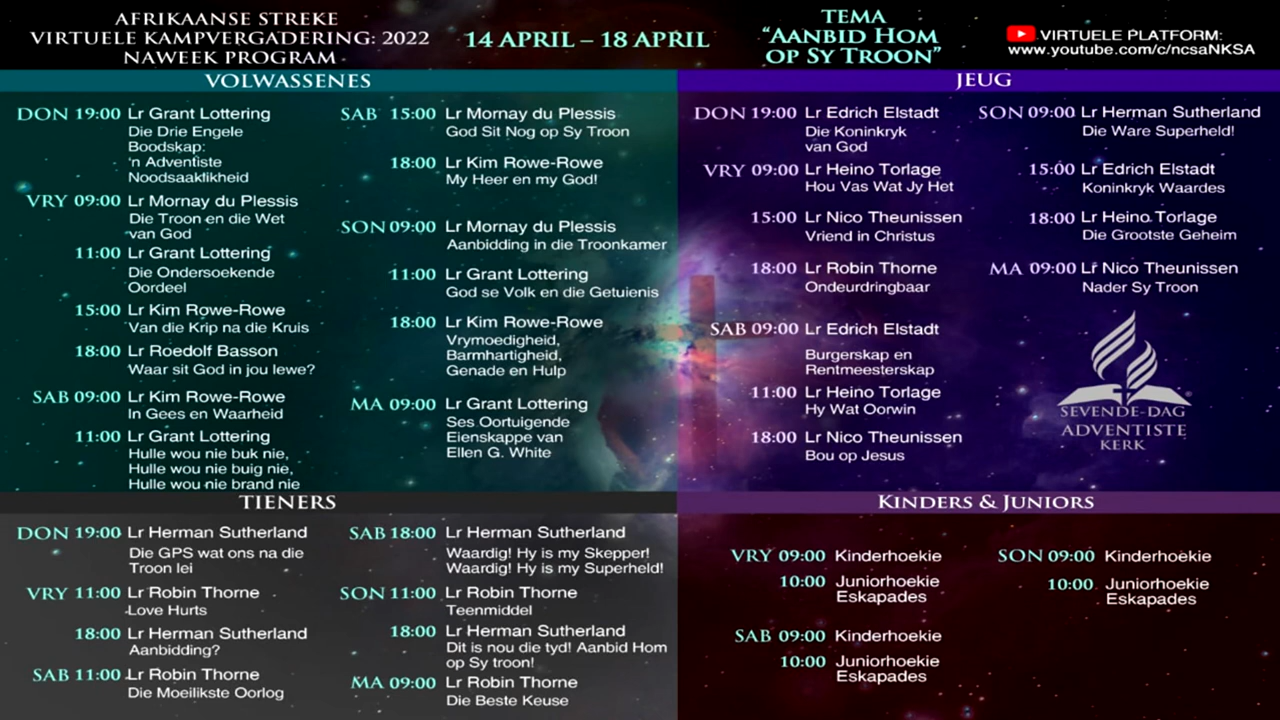 AFRIKAANSE STREKE
VIRTUELE KAMPVERGADERING: 2022
NAWEEK PROGRAM
14 APRIL – 18 APRIL
TEMA
“AANBID HOM
OP SY TROON”
VIRTUELE PLATFORM:
www.youtube.com/c/ncsaNKSA
VOLWASSENES
DON 19:00 Lr Grant Lottering
Die Drie Engele
Boodskap:
'n Adventiste
Noodsaaklikheid
VRY 09:00 Lr Mornay du Plessis
Die Troon en die Wet
van God
11:00 Lr Grant Lottering
Die Ondersoekende
Oordeel
15:00 Lr Kim Rowe-Rowe
Van die Krip na die Kruis
18:00 Lr Roedolf Basson
Waar sit God in jou lewe?
SAB 09:00 Lr Kim Rowe-Rowe
In Gees en Waarheid
11:00 Lr Grant Lottering
Hulle wou nie buk nie,
Hulle wou nie buig nie,
Hulle wou nie brand nie
SAB 15:00 Lr Mornay du Plessis
God Sit Nog op Sy Troon
18:00 Lr Kim Rowe-Rowe
My Heer en my God!
SON 09:00 Lr Mornay du Plessis
Aanbidding in die Troonkamer
11:00 Lr Grant Lottering
God se Volk en die Getuienis
18:00 Lr Kim Rowe-Rowe
Vrymoedigheid,
Barmhartigheid,
Genade en Hulp
MA 09:00 Lr Grant Lottering
Ses Oortuigende
Eienskappe van
Ellen G. White
JEUG
DON 19:00 Lr Edrich Elstadt
Die Koninkryk
van God
VRY 09:00 Lr Heino Torlage
Hou Vas Wat Jy Het
15:00 Lr Nico Theunissen
Vriend in Christus
18:00 Lr Robin Thorne
Ondeurdringbaar
SAB 09:00 Lr Edrich Elstadt
Burgerskap en
Rentmeesterskap
11:00 Lr Heino Torlage
Hy Wat Oorwin
18:00 Lr Nico Theunissen
Bou op Jesus
SON 09:00 Lr Herman Sutherland
Die Ware Superheld!
15:00 Lr Edrich Elstadt
Koninkryk Waardes
18:00 Lr Heino Torlage
Die Grootste Geheim
MA 09:00 Lr Nico Theunissen
Nader Sy Troon
SEVENDE-DAG
ADVENTISTE
KERK
TIENERS
DON 19:00 Lr Herman Sutherland
Die GPS wat ons na die
Troon lei
VRY 11:00 Lr Robin Thorne
Love Hurts
18:00 Lr Herman Sutherland
Aanbidding?
SAB 11:00 Lr Robin Thorne
Die Moeilikste Oorlog
SAB 18:00 Lr Herman Sutherland
Waardig! Hy is my Skepper!
Waardig! Hy is my Superheld!
SON 11:00 Lr Robin Thorne
Teenmiddel
18:00 Lr Herman Sutherland
Dit is nou die tyd! Aanbid Hom
op Sy troon!
MA 09:00 Lr Robin Thorne
Die Beste Keuse
KINDERS & JUNIORS
VRY 09:00 Kinderhoekie
10:00 Juniorhoekie
Eskapades
SAB 09:00 Kinderhoekie
10:00 Juniorhoekie
Eskapades
SON 09:00 Kinderhoekie
10:00 Juniorhoekie
Eskapades